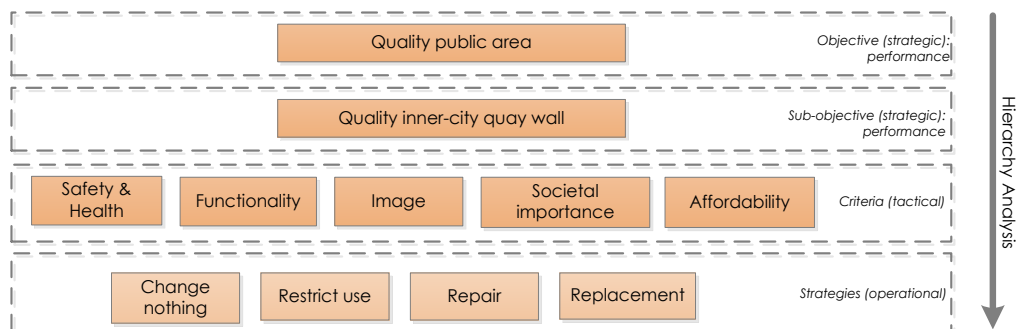 Quality public area
Objective (strategic):
performance
Quality inner-city quay wall
Sub-objective (strategic):
performance
Safety &
Health
Functionality
Image
Societal
importance
Affordability
Criteria (tactical)
Change
nothing
Restrict use
Repair
Replacement
Strategies (operational)
Hierarchy Analysis